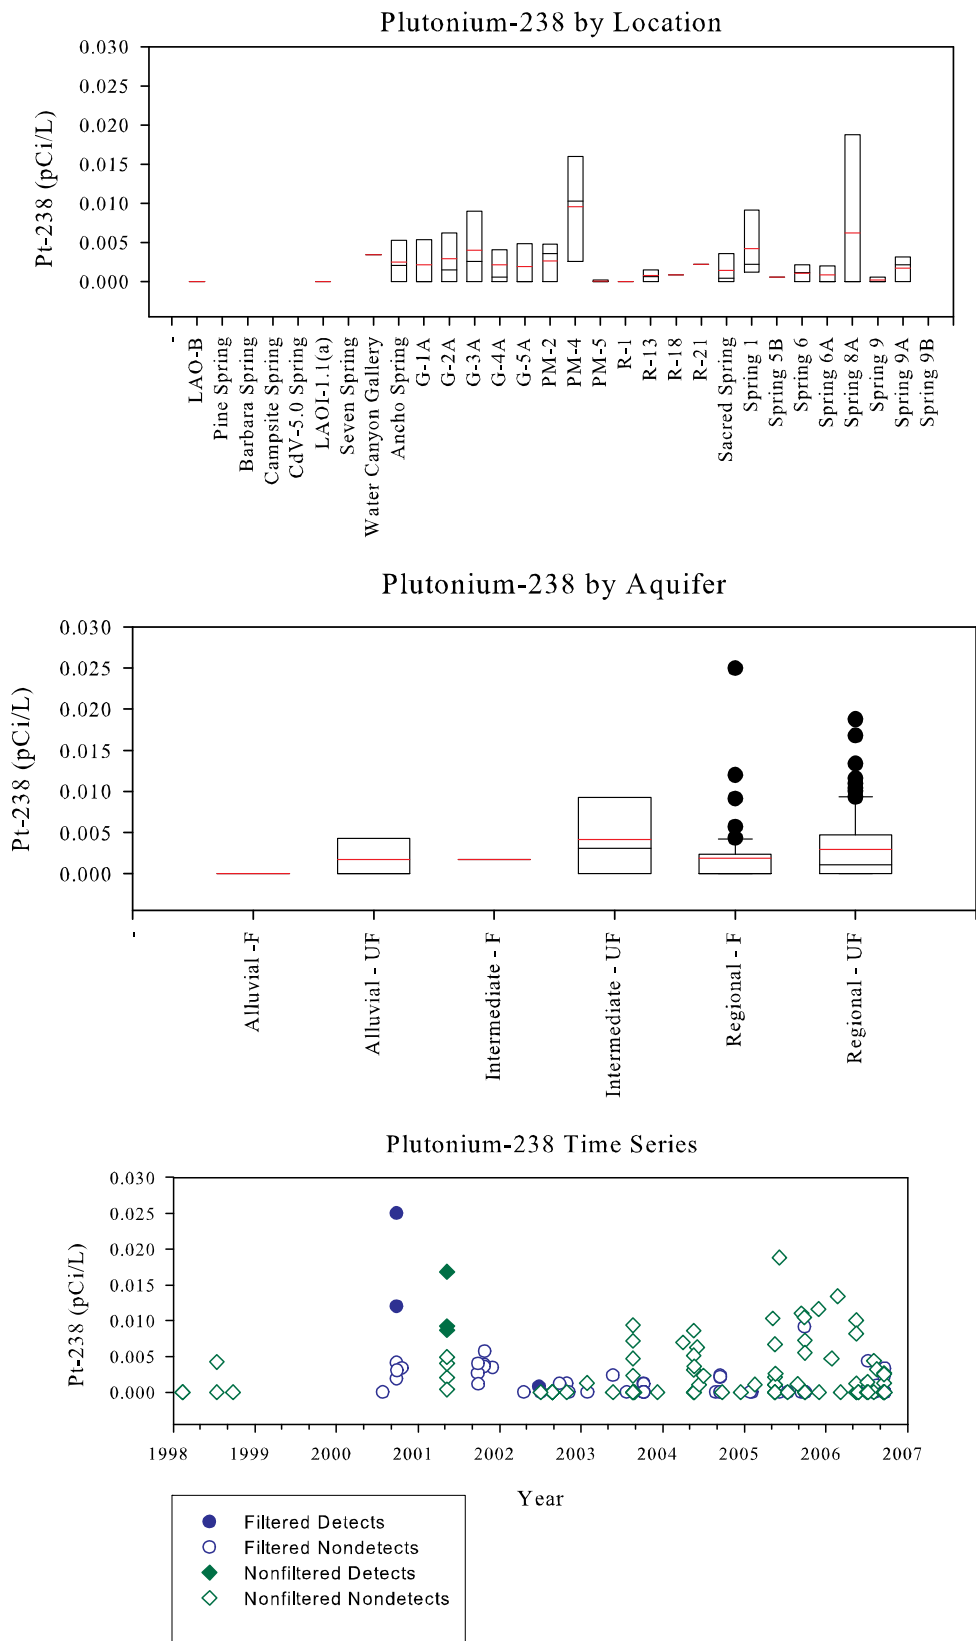 Plutonium-238 by Location
Pt-238 (pCi/L)
0.030
0.025
0.020
0.015
0.010
0.005
0.000
-
LAO-B
Pine Spring
Barbara Spring
Campsite Spring
CdV-5.0 Spring
LAOI-1.1(a)
Seven Spring
Water Canyon Gallery
Ancho Spring
G-1A
G-2A
G-3A
G-4A
G-5A
PM-2
PM-4
PM-5
R-1
R-13
R-18
R-21
Sacred Spring
Spring 1
Spring 5B
Spring 6
Spring 6A
Spring 8A
Spring 9
Spring 9A
Spring 9B
Plutonium-238 by Aquifer
Pt-238 (pCi/L)
0.030
0.025
0.020
0.015
0.010
0.005
0.000
-
Alluvial -F
Alluvial - UF
Intermediate - F
Intermediate - UF
Regional - F
Regional - UF
Plutonium-238 Time Series
Pt-238 (pCi/L)
0.030
0.025
0.020
0.015
0.010
0.005
0.000
1998 1999 2000 2001 2002 2003 2004 2005 2006 2007
Year
Filtered Detects
Filtered Nondetects
Nonfiltered Detects
Nonfiltered Nondetects